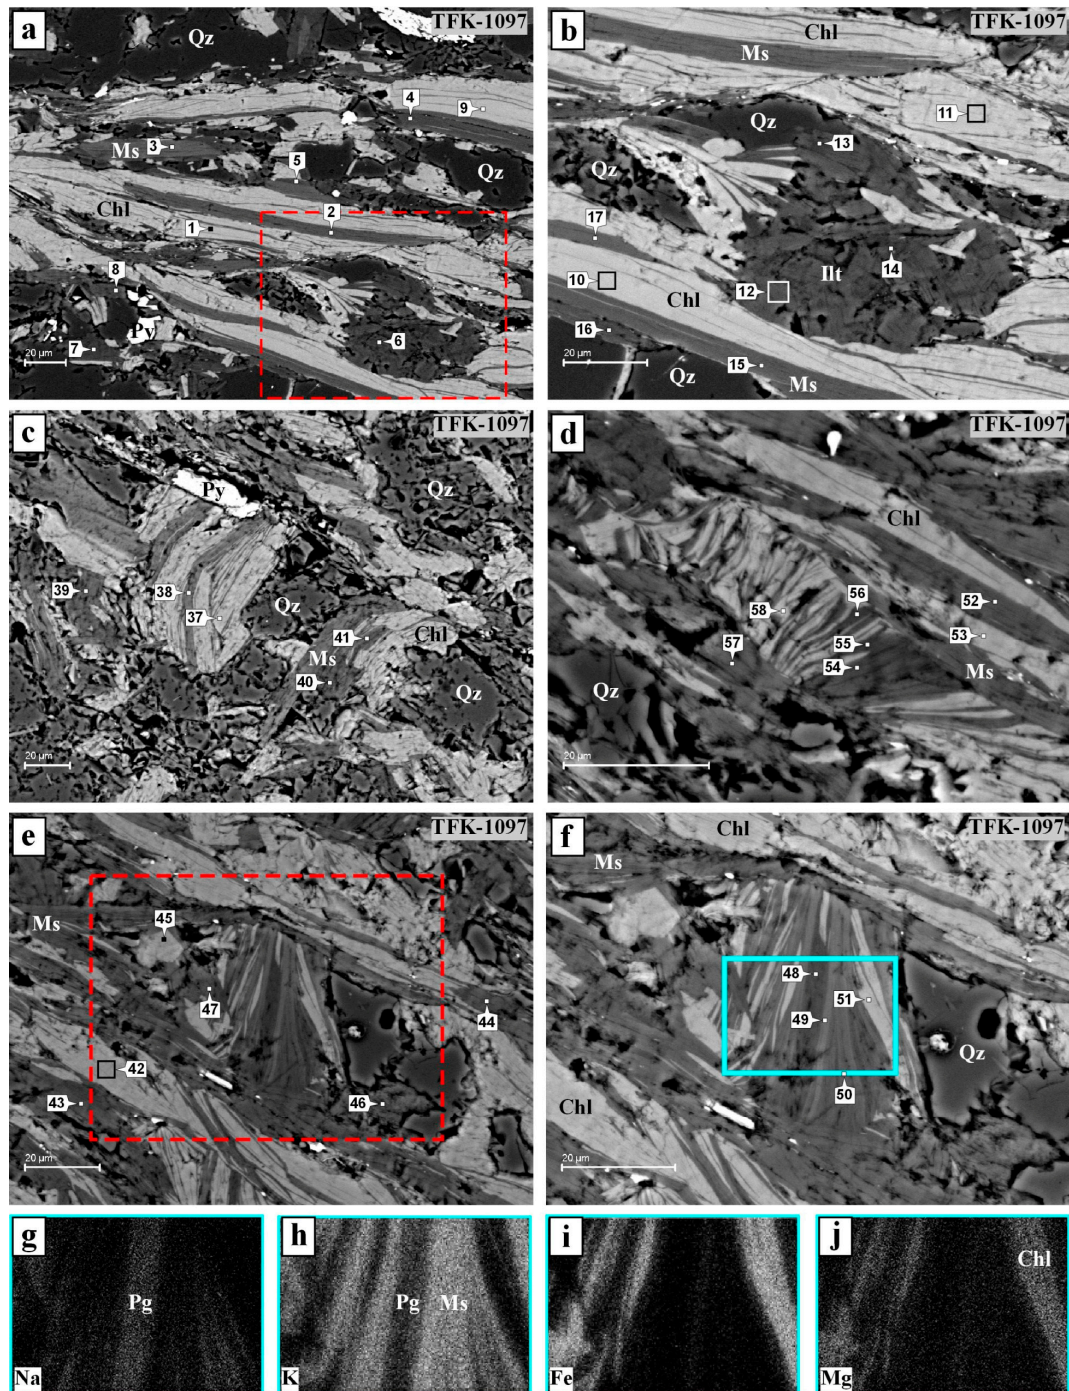 a
TFK-1097
Qz
4
9
3
Ms
5
Qz
Chl
2
1
8
Py
7
6
20 µm
b
TFK-1097
Chl
Ms
11
Qz
13
Qz
17
14
Ilt
10
12
Chl
16
15
Qz
Ms
20 µm
c
TFK-1097
Py
Qz
39
38
Qz
37
41
Chl
Ms
40
Qz
20 µm
d
TFK-1097
Chl
52
56
58
53
55
57
54
Ms
Qz
20 µm
e
TFK-1097
Ms
45
47
44
42
43
46
20 µm
f
Chl
TFK-1097
Ms
48
51
49
Qz
50
Chl
20 µm
g
Pg
Na
h
Pg Ms
K
i
Fe
j
Chl
Mg